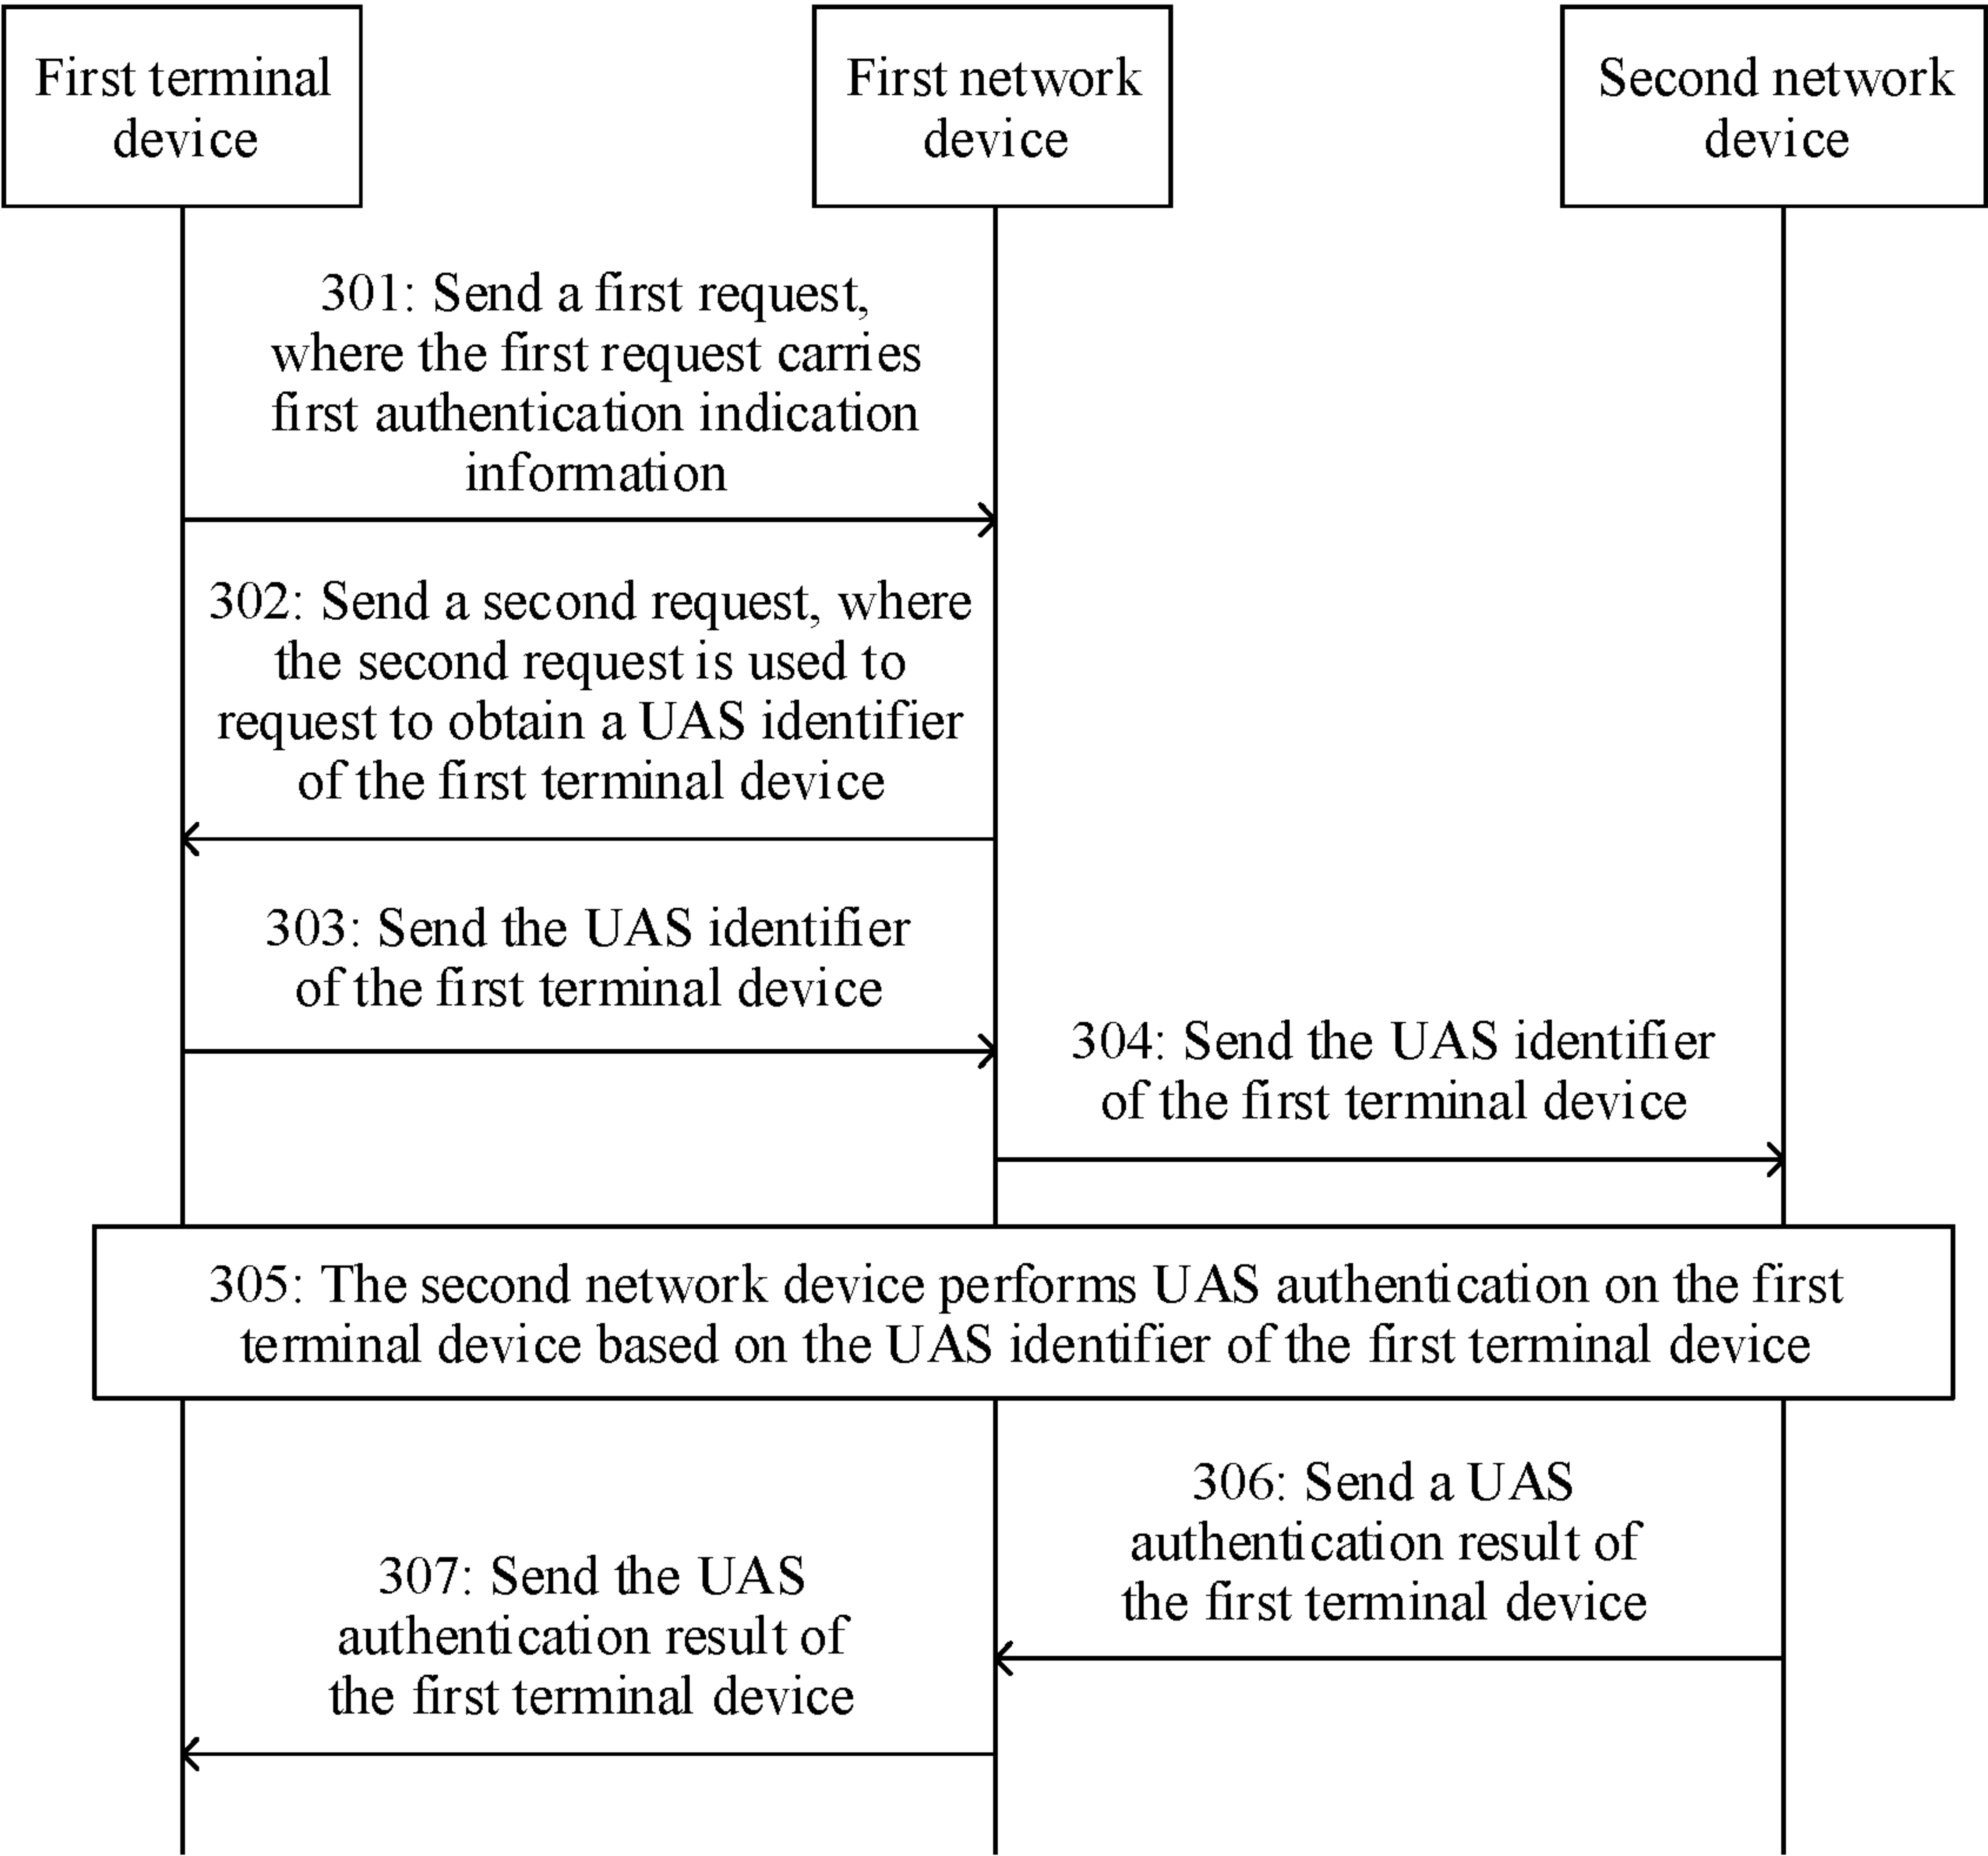 First terminal
device
First network
device
Second network
device
301: Send a first request,
where the first request carries
first authentication indication
information
302: Send a second request, where
the second request is used to
request to obtain a UAS identifier
of the first terminal device
303: Send the UAS identifier
of the first terminal device
304: Send the UAS identifier
of the first terminal device
305: The second network device performs UAS authentication on the first
terminal device based on the UAS identifier of the first terminal device
306: Send a UAS
authentication result of
the first terminal device
307: Send the UAS
authentication result of
the first terminal device